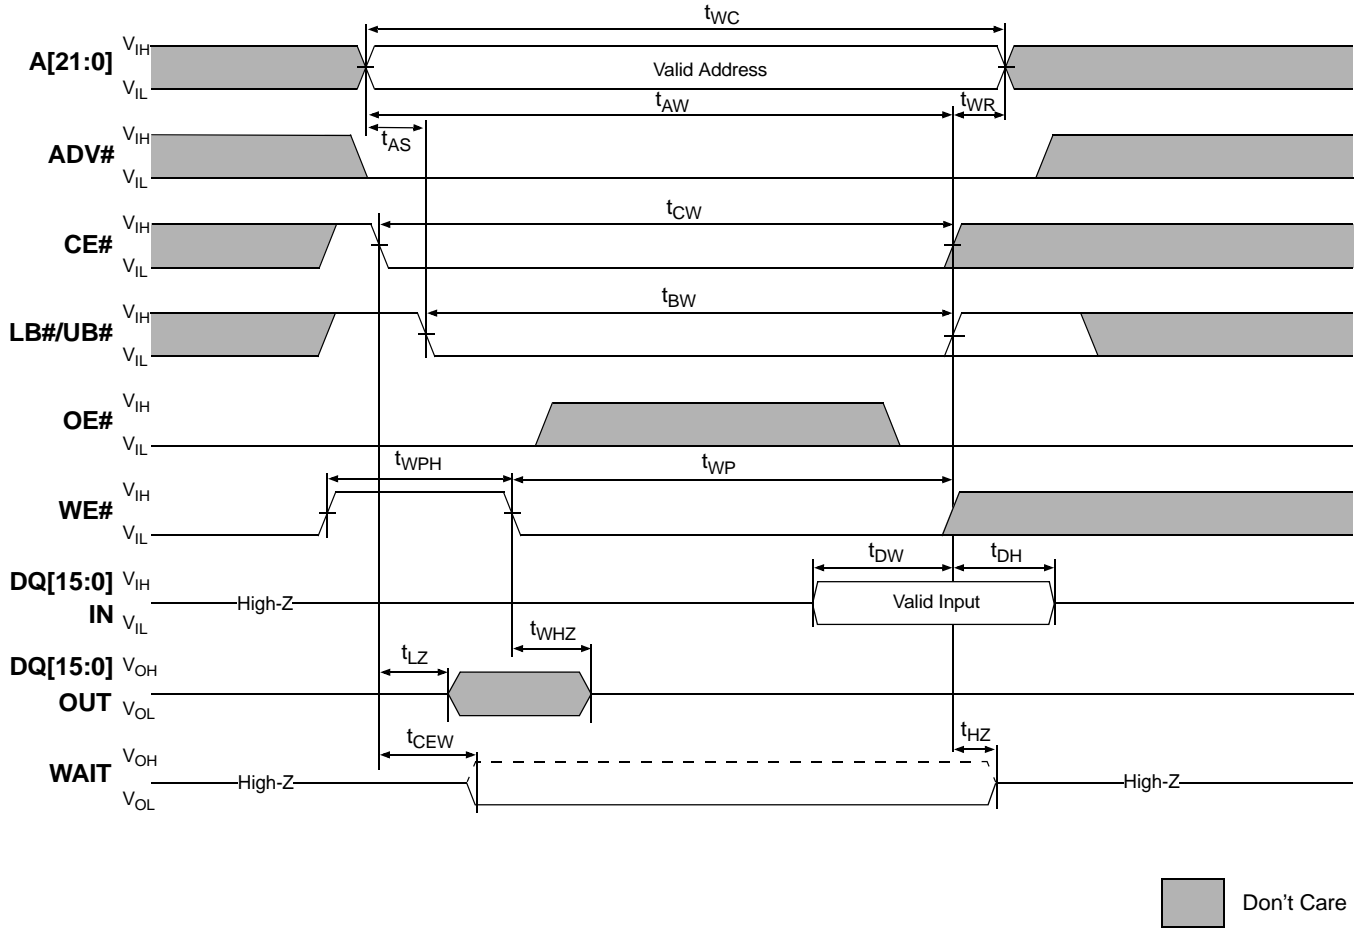 tWC
A[21:0] VIH
VIL
Valid Address
tAW
tWR
tAS
ADV# VIH
VIL
tCW
CE# VIH
VIL
tBW
LB#/UB# VIH
VIL
OE# VIH
VIL
tWPH
tWP
WE# VIH
VIL
tDW
tDH
DQ[15:0] VIH
IN VIL
High-Z
Valid Input
tWHZ
tLZ
DQ[15:0] VOH
OUT VOL
tCEW
tHZ
WAIT VOH
VOL
High-Z
High-Z
Don't Care